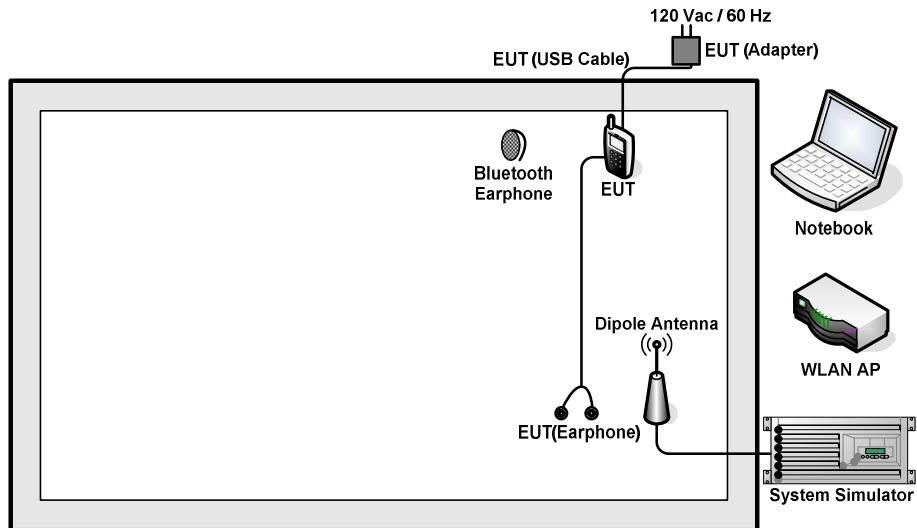 120 Vac / 60 Hz
EUT (USB Cable)
EUT (Adapter)
Bluetooth
Earphone
EUT
Notebook
Dipole Antenna
WLAN AP
EUT(Earphone)
System Simulator